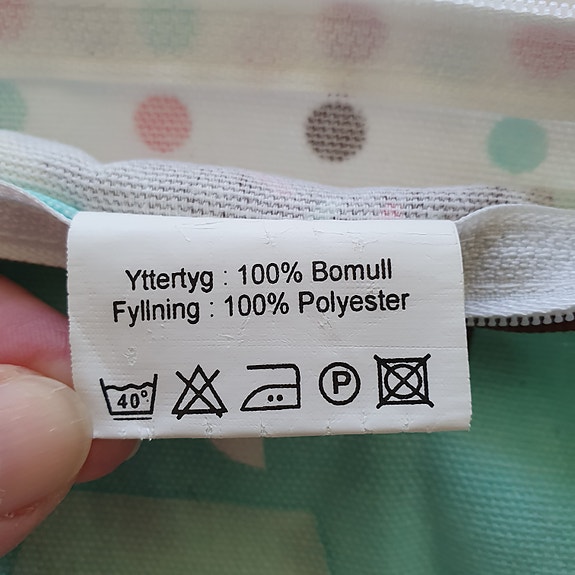 Yttertyg : 100% Bomull
Fyllning : 100% Polyester
40° P